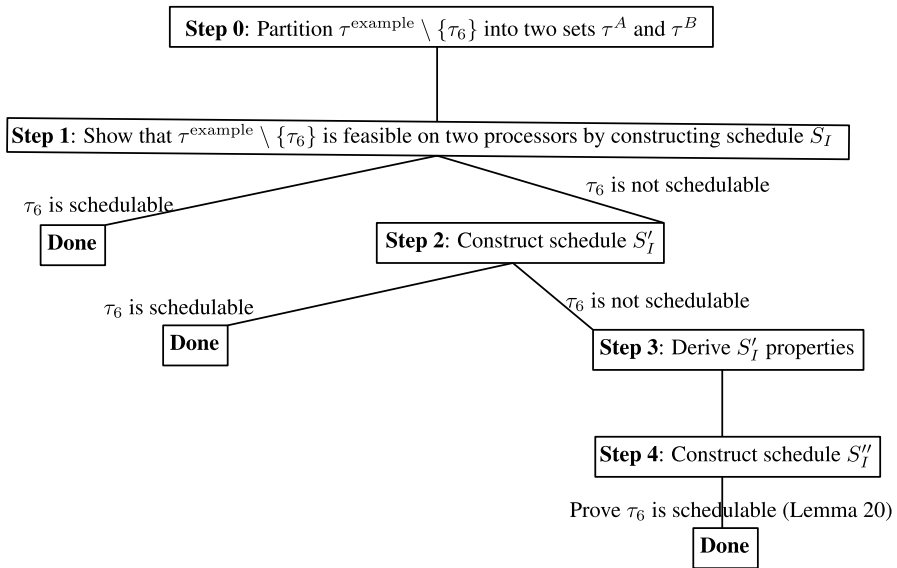 Step 0: Partition τ^example \ {τ₆} into two sets τ^A and τ^B
Step 1: Show that τ^example \ {τ₆} is feasible on two processors by constructing schedule S_I
τ₆ is schedulable
τ₆ is not schedulable
Done
Step 2: Construct schedule S′_I
τ₆ is schedulable
τ₆ is not schedulable
Done
Step 3: Derive S′_I properties
Step 4: Construct schedule S″_I
Prove τ₆ is schedulable (Lemma 20)
Done